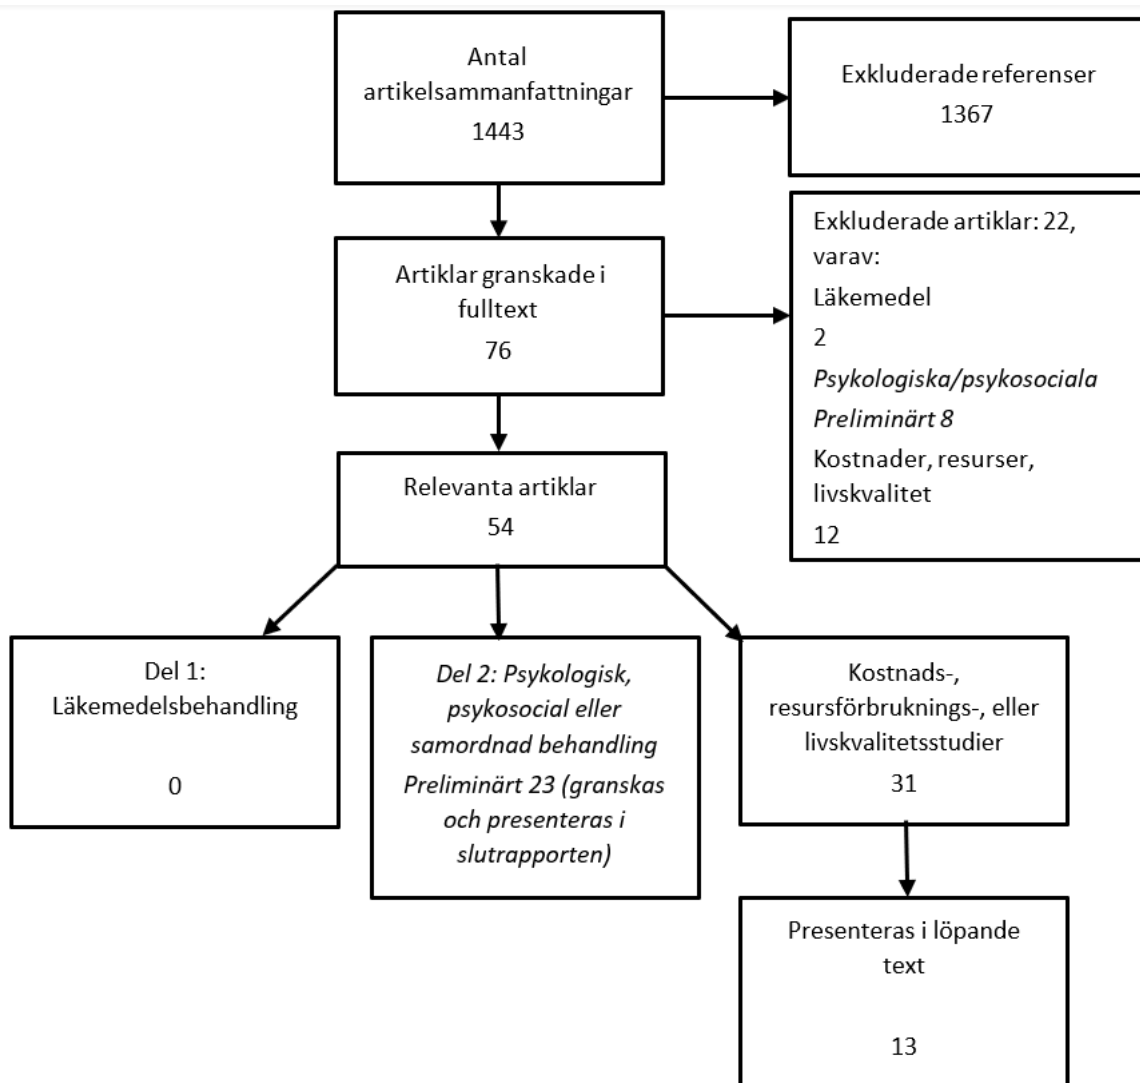 Antal
artikelsammanfattningar
1443
Exkluderade referenser
1367
Artiklar granskade i
fulltext
76
Exkluderade artiklar: 22,
varav:
Läkemedel
2
Psykologiska/psykosociala
Preliminärt 8
Kostnader, resurser,
livskvalitet
12
Relevanta artiklar
54
Del 1:
Läkemedelsbehandling
0
Del 2: Psykologisk,
psykosocial eller
samordnad behandling
Preliminärt 23 (granskas
och presenteras i
slutrapporten)
Kostnads-,
resursförbruknings-, eller
livskvalitetsstudier
31
Presenteras i löpande
text
13